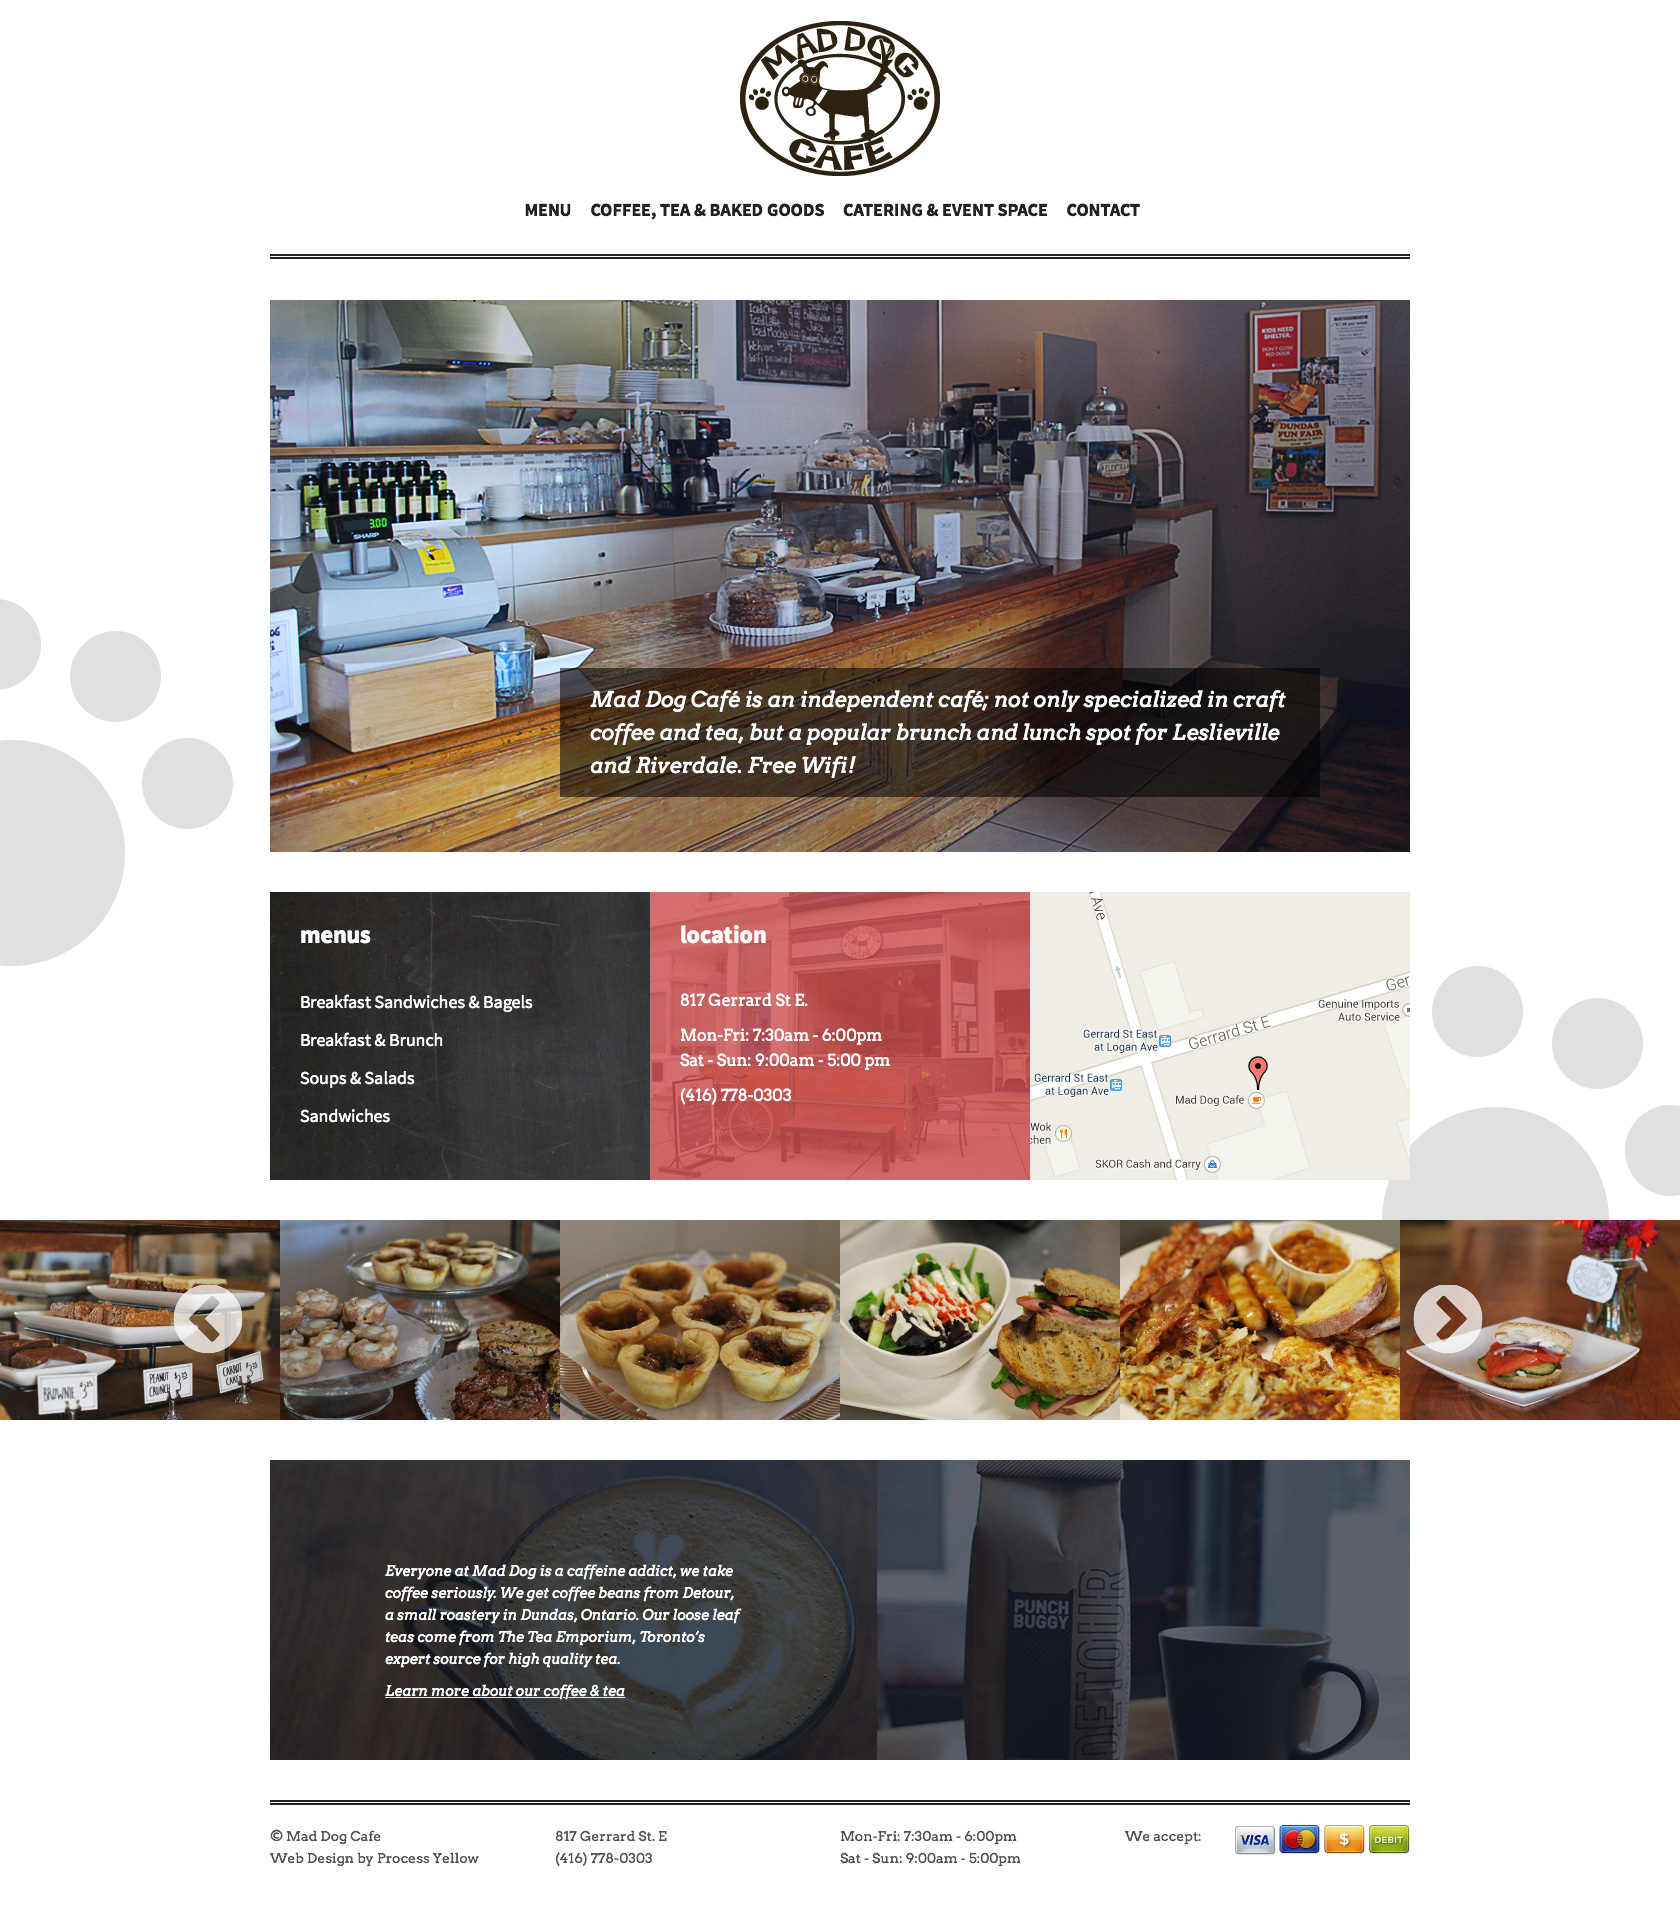 MAD DOG
CAFE
MENU COFFEE, TEA & BAKED GOODS CATERING & EVENT SPACE CONTACT
KIDS NEED
SHELTER.
DUNDAS
FUN FAIR
3.00
SHARP
Mad Dog Café is an independent café; not only specialized in craft
coffee and tea, but a popular brunch and lunch spot for Leslieville
and Riverdale. Free Wifi!
menus
Breakfast Sandwiches & Bagels
Breakfast & Brunch
Soups & Salads
Sandwiches
location
817 Gerrard St E.
Mon-Fri: 7:30am - 6:00pm
Sat - Sun: 9:00am - 5:00 pm
(416) 778-0303
Ave
Ger
Genuine Imports
Auto Service
Gerrard St E
Gerrard St East
at Logan Ave
Gerrard St East
at Logan Ave
Mad Dog Cafe
Wok
chen
SKOR Cash and Carry
BROWNIE
PEANUT
CRUNCH
CARROT
CAKE
Everyone at Mad Dog is a caffeine addict, we take
coffee seriously. We get coffee beans from Detour,
a small roastery in Dundas, Ontario. Our loose leaf
teas come from The Tea Emporium, Toronto's
expert source for high quality tea.
Learn more about our coffee & tea
PUNCH
BUGGY
DETOUR
© Mad Dog Cafe
Web Design by Process Yellow
817 Gerrard St. E
(416) 778-0303
Mon-Fri: 7:30am - 6:00pm
Sat - Sun: 9:00am - 5:00pm
We accept:
VISA
$
DEBIT